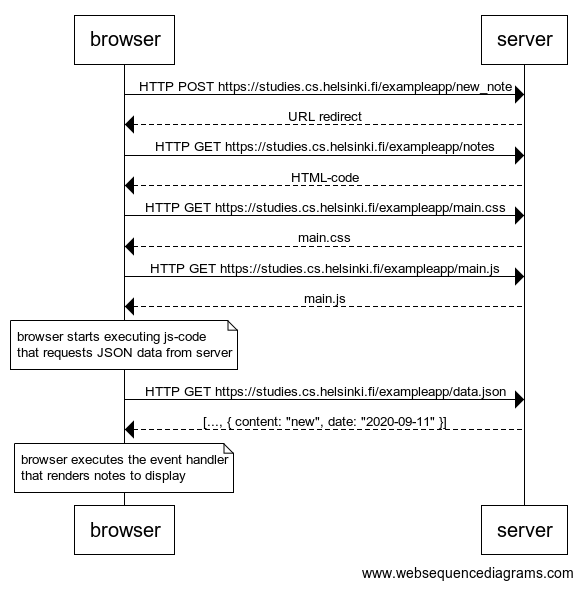 browser
server
HTTP POST https://studies.cs.helsinki.fi/exampleapp/new_note
URL redirect
HTTP GET https://studies.cs.helsinki.fi/exampleapp/notes
HTML-code
HTTP GET https://studies.cs.helsinki.fi/exampleapp/main.css
main.css
HTTP GET https://studies.cs.helsinki.fi/exampleapp/main.js
main.js
browser starts executing js-code
that requests JSON data from server
HTTP GET https://studies.cs.helsinki.fi/exampleapp/data.json
[..., { content: "new", date: "2020-09-11" }]
browser executes the event handler
that renders notes to display
browser
server
www.websequencediagrams.com